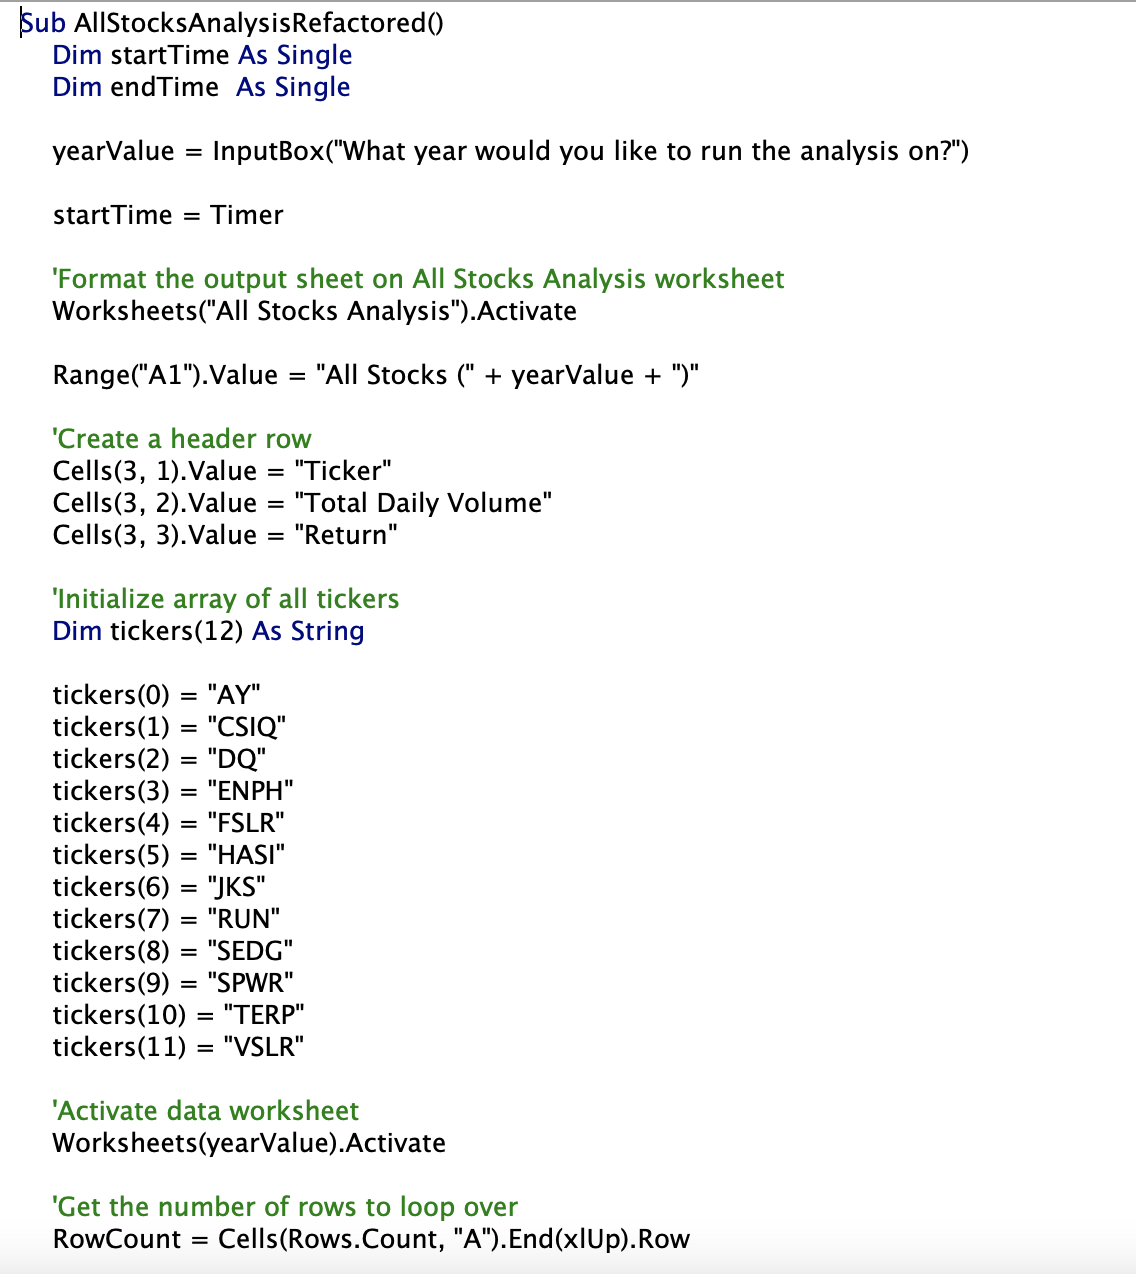 Sub AllStocksAnalysisRefactored()
Dim startTime As Single
Dim endTime  As Single
yearValue = InputBox("What year would you like to run the analysis on?")
startTime = Timer
'Format the output sheet on All Stocks Analysis worksheet
Worksheets("All Stocks Analysis").Activate
Range("A1").Value = "All Stocks (" + yearValue + ")"
'Create a header row
Cells(3, 1).Value = "Ticker"
Cells(3, 2).Value = "Total Daily Volume"
Cells(3, 3).Value = "Return"
'Initialize array of all tickers
Dim tickers(12) As String
tickers(0) = "AY"
tickers(1) = "CSIQ"
tickers(2) = "DQ"
tickers(3) = "ENPH"
tickers(4) = "FSLR"
tickers(5) = "HASI"
tickers(6) = "JKS"
tickers(7) = "RUN"
tickers(8) = "SEDG"
tickers(9) = "SPWR"
tickers(10) = "TERP"
tickers(11) = "VSLR"
'Activate data worksheet
Worksheets(yearValue).Activate
'Get the number of rows to loop over
RowCount = Cells(Rows.Count, "A").End(xlUp).Row